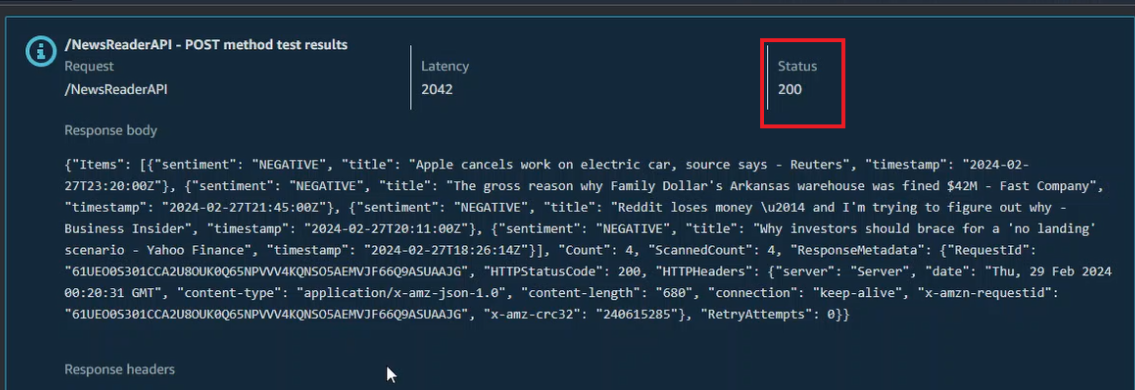 /NewsReaderAPI - POST method test results
Request
/NewsReaderAPI
Latency
2042
Status
200
Response body
{"Items": [{"sentiment": "NEGATIVE", "title": "Apple cancels work on electric car, source says - Reuters", "timestamp": "2024-02-
27T23:20:00Z"}, {"sentiment": "NEGATIVE", "title": "The gross reason why Family Dollar's Arkansas warehouse was fined $42M - Fast Company",
"timestamp": "2024-02-27T21:45:00Z"}, {"sentiment": "NEGATIVE", "title": "Reddit loses money \u2014 and I'm trying to figure out why -
Business Insider", "timestamp": "2024-02-27T20:11:00Z"}, {"sentiment": "NEGATIVE", "title": "Why investors should brace for a 'no landing'
scenario - Yahoo Finance", "timestamp": "2024-02-27T18:26:14Z"}], "Count": 4, "ScannedCount": 4, "ResponseMetadata": {"RequestId":
"61UEO0S301CCA2U8OUK0Q65NPVVV4KQNSO5AEMVJF66Q9ASUAAJG", "HTTPStatusCode": 200, "HTTPHeaders": {"server": "Server", "date": "Thu, 29 Feb 2024
00:20:31 GMT", "content-type": "application/x-amz-json-1.0", "content-length": "680", "connection": "keep-alive", "x-amzn-requestid":
"61UEO0S301CCA2U8OUK0Q65NPVVV4KQNSO5AEMVJF66Q9ASUAAJG", "x-amz-crc32": "240615285"}, "RetryAttempts": 0}}
Response headers